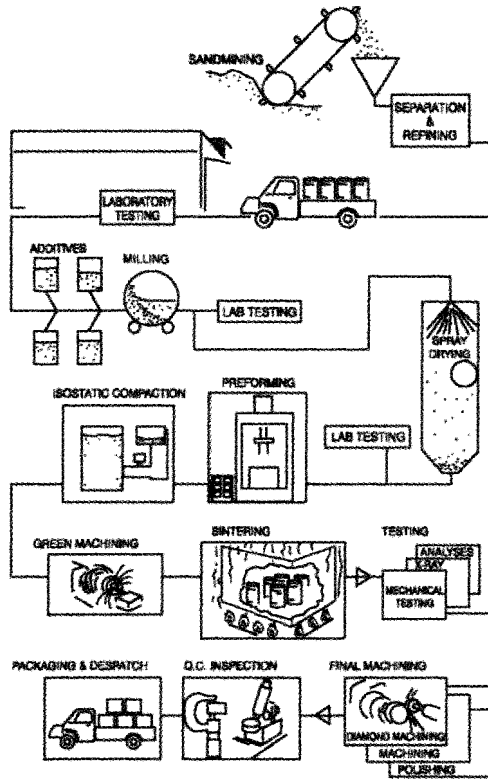 SANDMINING
SEPARATION
&
REFINING
LABORATORY
TESTING
ADDITIVES
MILLING
LAB TESTING
SPRAY
DRYING
ISOSTATIC COMPACTION
PREFORMING
LAB TESTING
GREEN MACHINING
SINTERING
TESTING
ANALYSES
X-RAY
MECHANICAL
TESTING
PACKAGING & DESPATCH
Q.C. INSPECTION
FINAL MACHINING
DIAMOND MACHINING
MACHINING
POLISHING